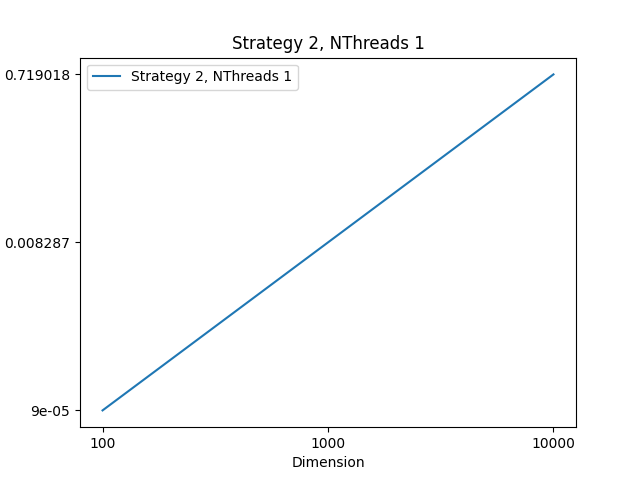 Strategy 2, NThreads 1
Strategy 2, NThreads 1
0.719018
0.008287
9e-05
100 1000 10000
Dimension